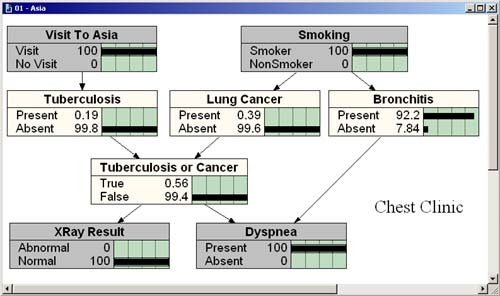 01 - Asia
Visit To Asia
Visit 100
No Visit 0
Smoking
Smoker 100
NonSmoker 0
Tuberculosis
Present 0.19
Absent 99.8
Lung Cancer
Present 0.39
Absent 99.6
Bronchitis
Present 92.2
Absent 7.84
Tuberculosis or Cancer
True 0.56
False 99.4
Chest Clinic
XRay Result
Abnormal 0
Normal 100
Dyspnea
Present 100
Absent 0